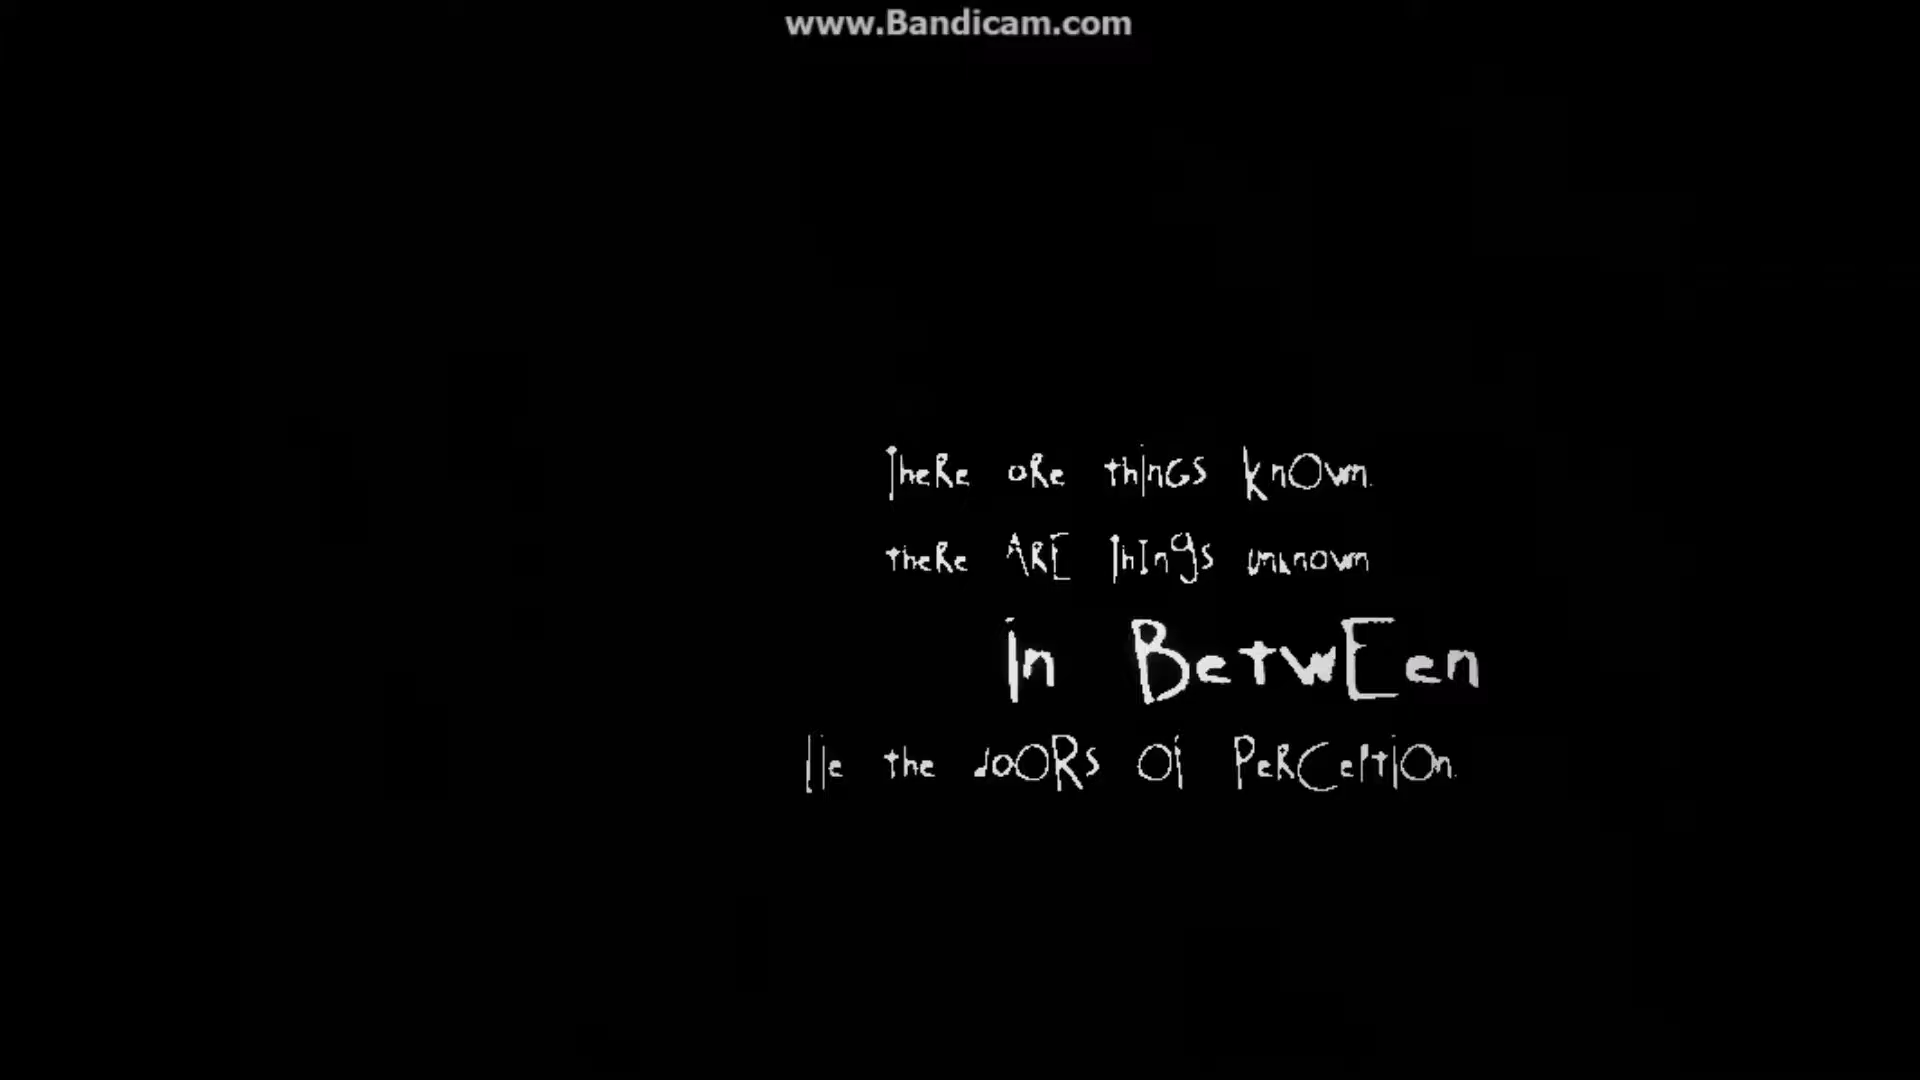 www.Bandicam.com
TheRe aRe thinGS knOwn.
theRe ARE ThIngS unknown
in BetwEen
lie the doORS Of PeRCePtiOn.